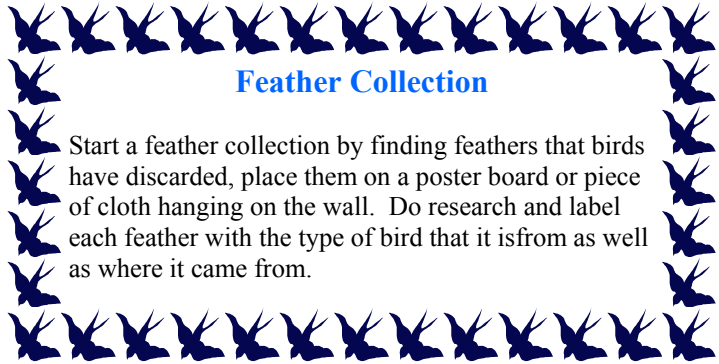 Feather Collection
Start a feather collection by finding feathers that birds
have discarded, place them on a poster board or piece
of cloth hanging on the wall.  Do research and label
each feather with the type of bird that it isfrom as well
as where it came from.